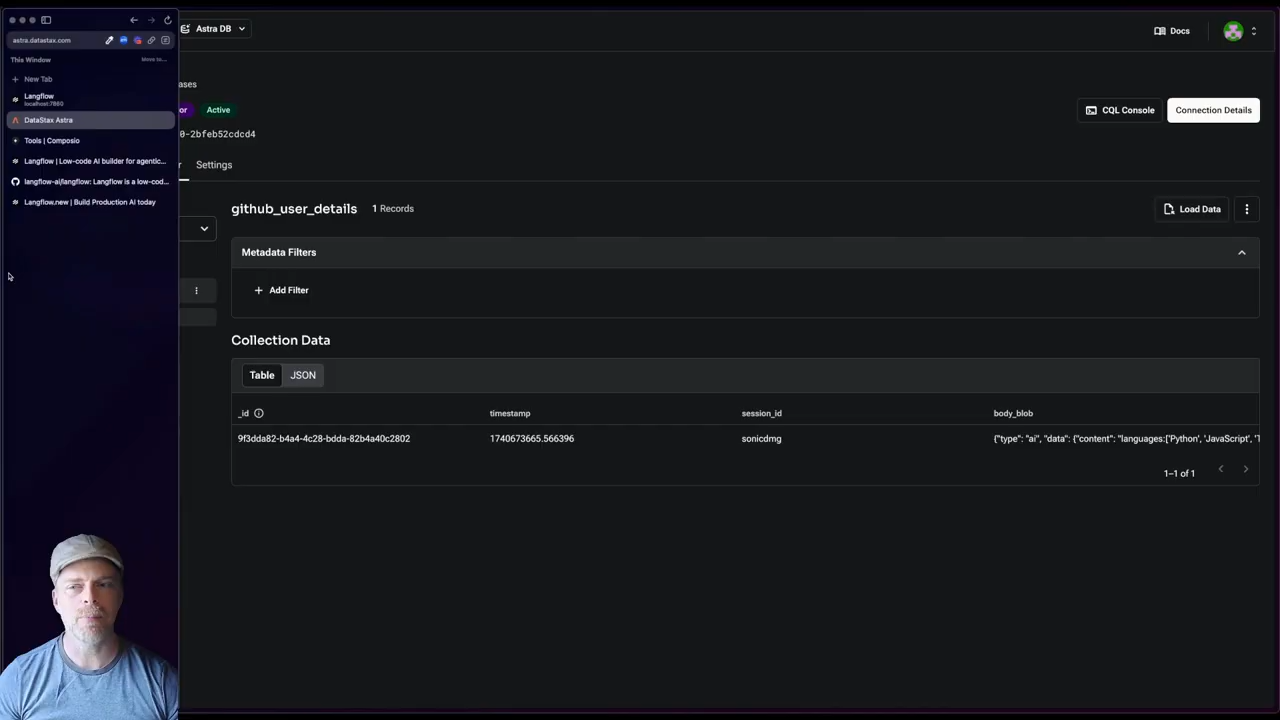 astra.datastax.com
This Window
Move to...
New Tab
Langflow
localhost:7860
DataStax Astra
Tools | Composio
Langflow | Low-code AI builder for agentic...
langflow-ai/langflow: Langflow is a low-cod...
Langflow.new | Build Production AI today
Astra DB
Docs
ases
or
Active
CQL Console
Connection Details
0-2bfeb52cdcd4
r
Settings
github_user_details
1 Records
Load Data
Metadata Filters
Add Filter
Collection Data
Table
JSON
_id
timestamp
session_id
body_blob
9f3dda82-b4a4-4c28-bdda-82b4a40c2802
1740673665.566396
sonicdmg
{"type": "ai", "data": {"content": "languages:['Python', 'JavaScript', 'T
1–1 of 1